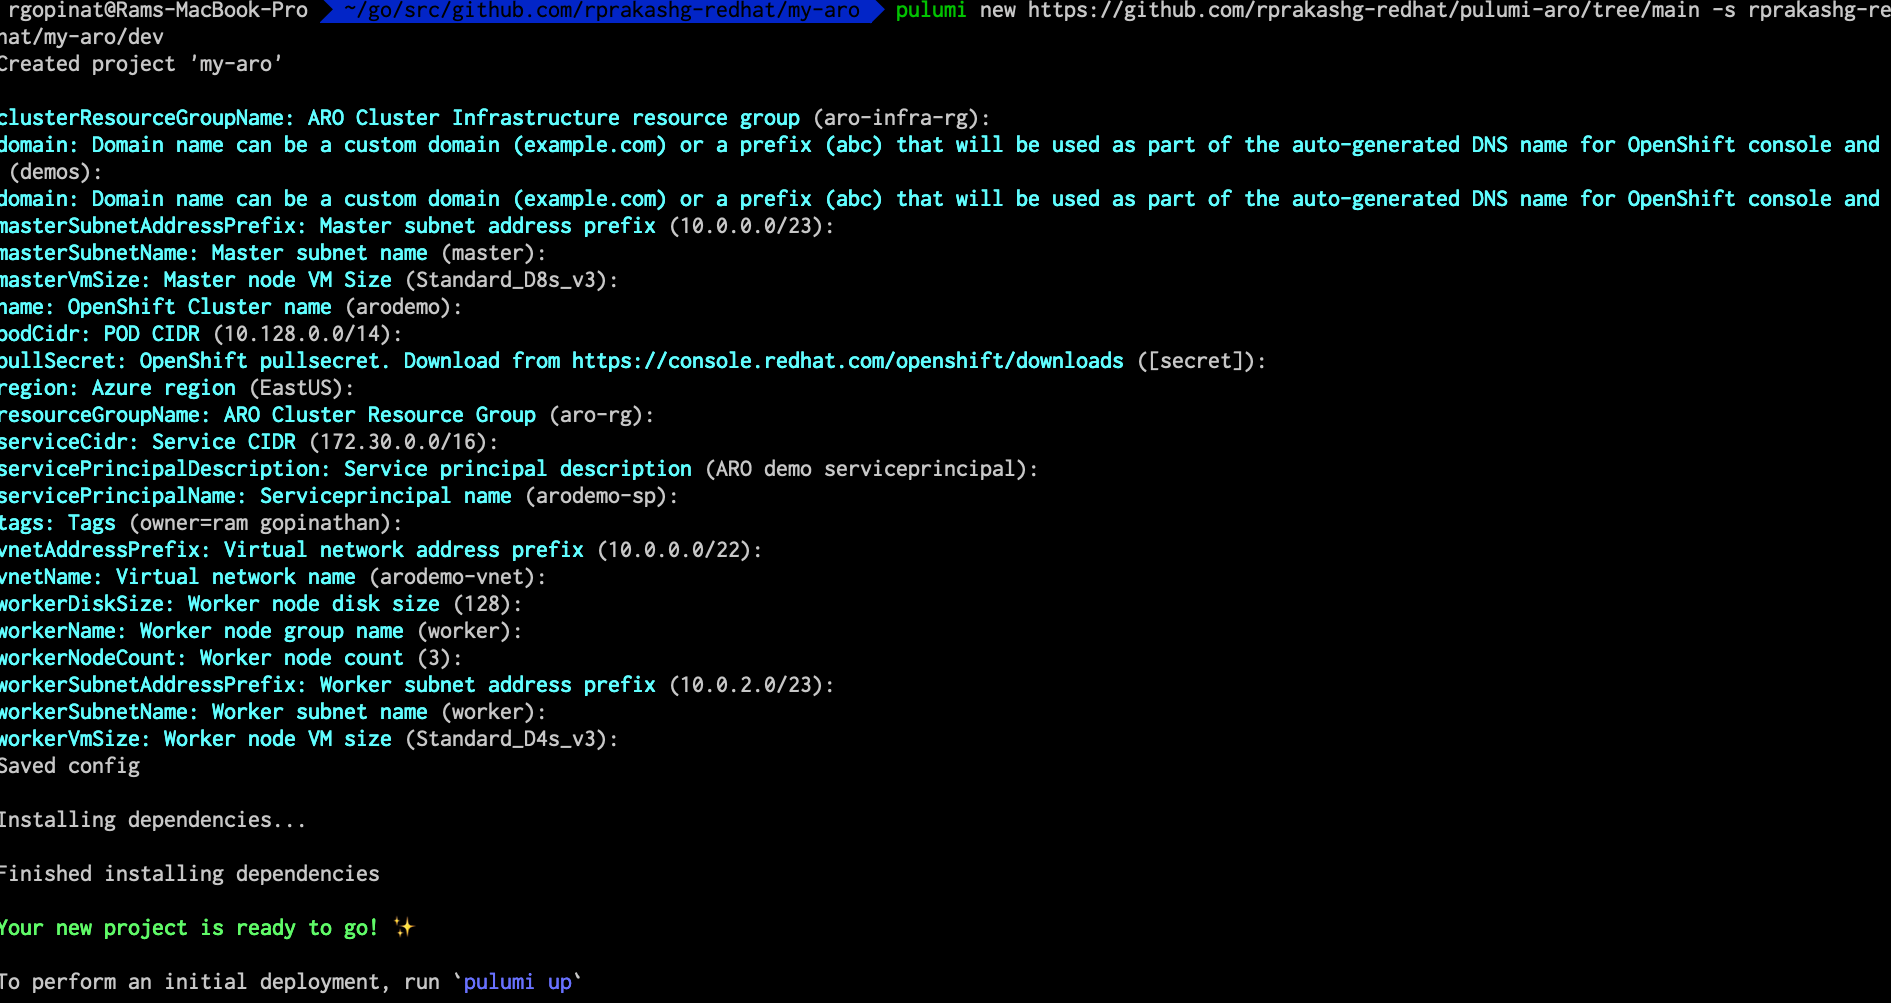 rgopinat@Rams-MacBook-Pro ~/go/src/github.com/rprakashg-redhat/my-aro pulumi new https://github.com/rprakashg-redhat/pulumi-aro/tree/main -s rprakashg-re
hat/my-aro/dev
Created project 'my-aro'
clusterResourceGroupName: ARO Cluster Infrastructure resource group (aro-infra-rg):
domain: Domain name can be a custom domain (example.com) or a prefix (abc) that will be used as part of the auto-generated DNS name for OpenShift console and
(demos):
domain: Domain name can be a custom domain (example.com) or a prefix (abc) that will be used as part of the auto-generated DNS name for OpenShift console and
masterSubnetAddressPrefix: Master subnet address prefix (10.0.0.0/23):
masterSubnetName: Master subnet name (master):
masterVmSize: Master node VM Size (Standard_D8s_v3):
name: OpenShift Cluster name (arodemo):
podCidr: POD CIDR (10.128.0.0/14):
pullSecret: OpenShift pullsecret. Download from https://console.redhat.com/openshift/downloads ([secret]):
region: Azure region (EastUS):
resourceGroupName: ARO Cluster Resource Group (aro-rg):
serviceCidr: Service CIDR (172.30.0.0/16):
servicePrincipalDescription: Service principal description (ARO demo serviceprincipal):
servicePrincipalName: Serviceprincipal name (arodemo-sp):
tags: Tags (owner=ram gopinathan):
vnetAddressPrefix: Virtual network address prefix (10.0.0.0/22):
vnetName: Virtual network name (arodemo-vnet):
workerDiskSize: Worker node disk size (128):
workerName: Worker node group name (worker):
workerNodeCount: Worker node count (3):
workerSubnetAddressPrefix: Worker subnet address prefix (10.0.2.0/23):
workerSubnetName: Worker subnet name (worker):
workerVmSize: Worker node VM size (Standard_D4s_v3):
Saved config
Installing dependencies...
Finished installing dependencies
Your new project is ready to go! ✨
To perform an initial deployment, run `pulumi up`